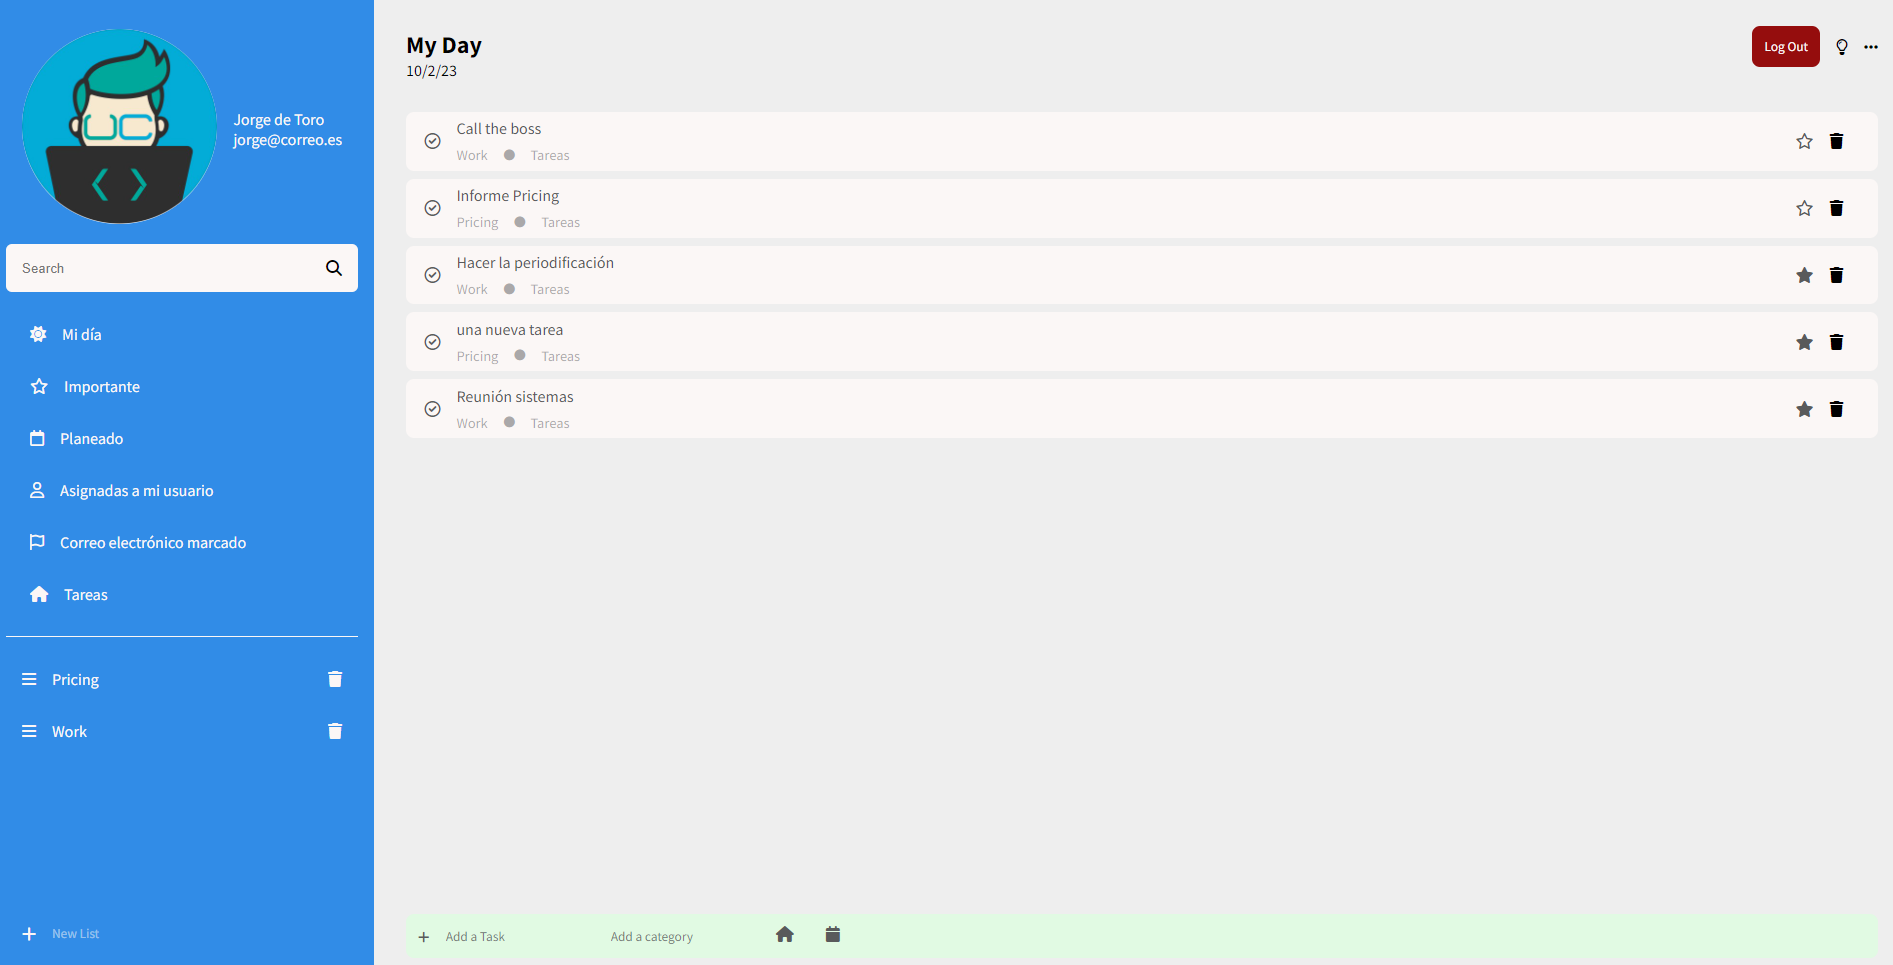 Jorge de Toro
jorge@correo.es
Search
Mi día
Importante
Planeado
Asignadas a mi usuario
Correo electrónico marcado
Tareas
Pricing
Work
New List
My Day
10/2/23
Log Out
Call the boss
Work Tareas
Informe Pricing
Pricing Tareas
Hacer la periodificación
Work Tareas
una nueva tarea
Pricing Tareas
Reunión sistemas
Work Tareas
Add a Task Add a category